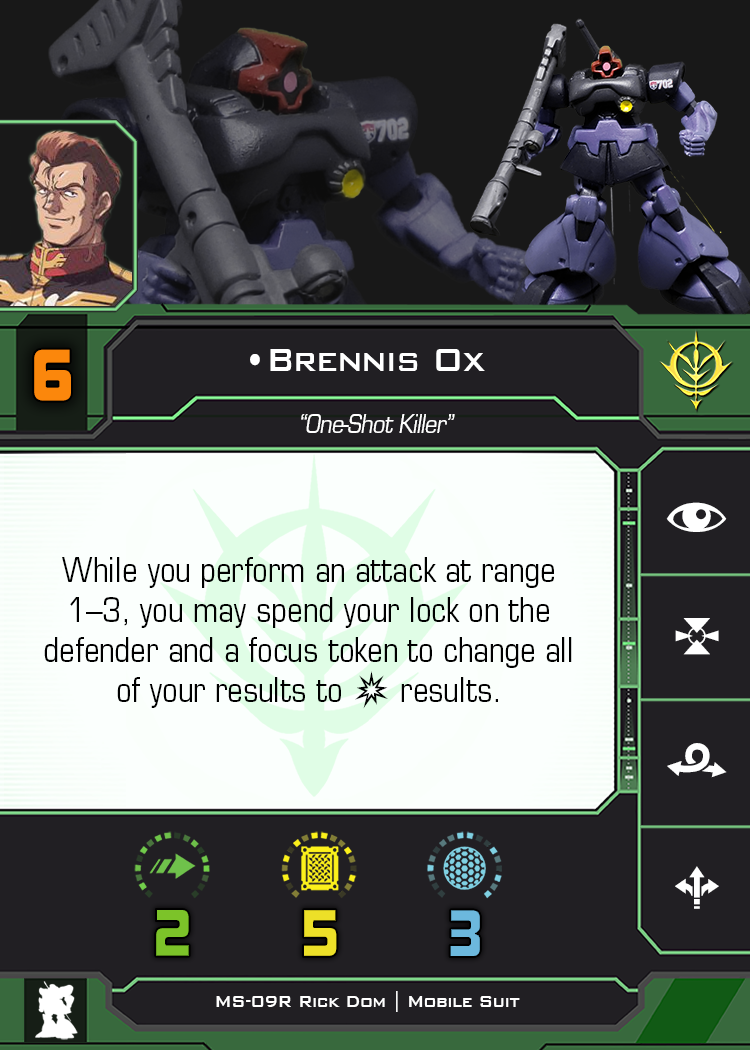 702
702
6
• Brennis Ox
“One-Shot Killer”
While you perform an attack at range
1–3, you may spend your lock on the
defender and a focus token to change all
of your results to results.
2
5
3
MS-09R Rick Dom | Mobile Suit